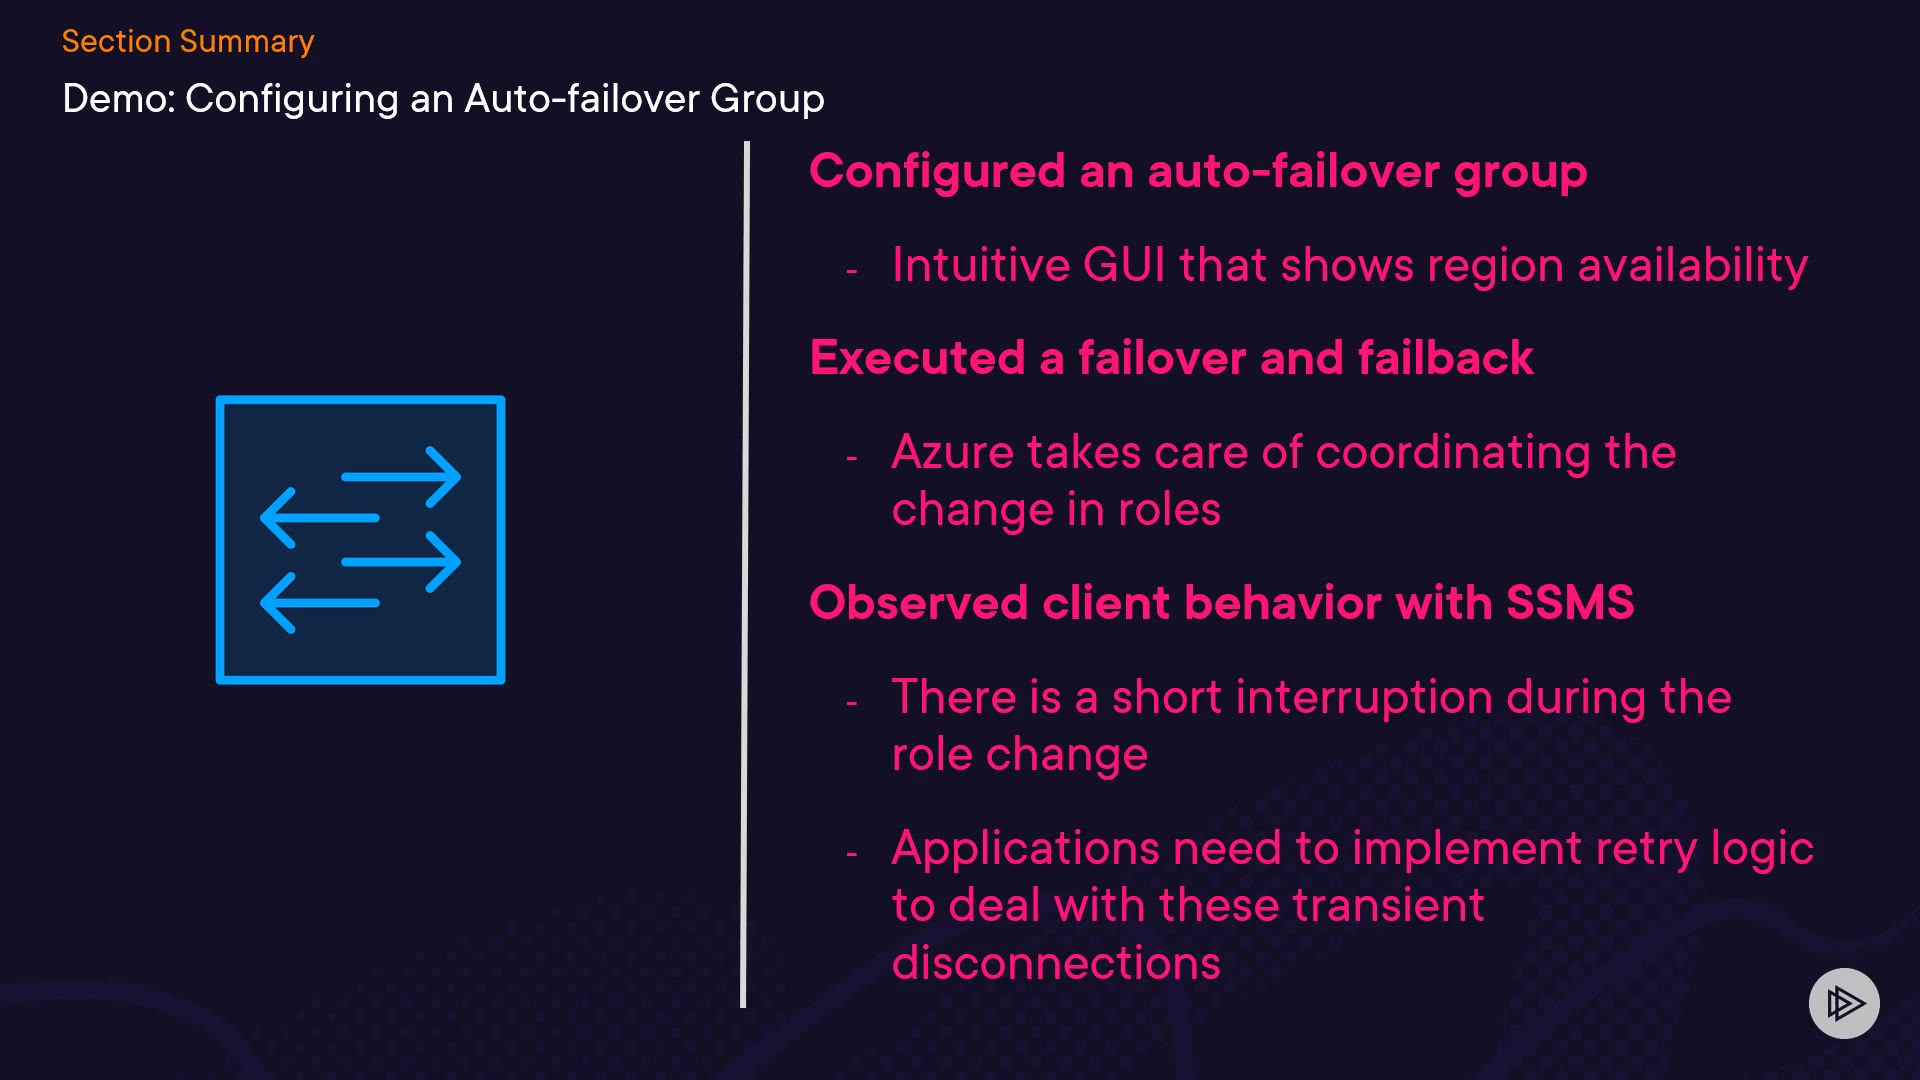 Section Summary
Demo: Configuring an Auto-failover Group
Configured an auto-failover group
- Intuitive GUI that shows region availability
Executed a failover and failback
- Azure takes care of coordinating the
change in roles
Observed client behavior with SSMS
- There is a short interruption during the
role change
- Applications need to implement retry logic
to deal with these transient
disconnections